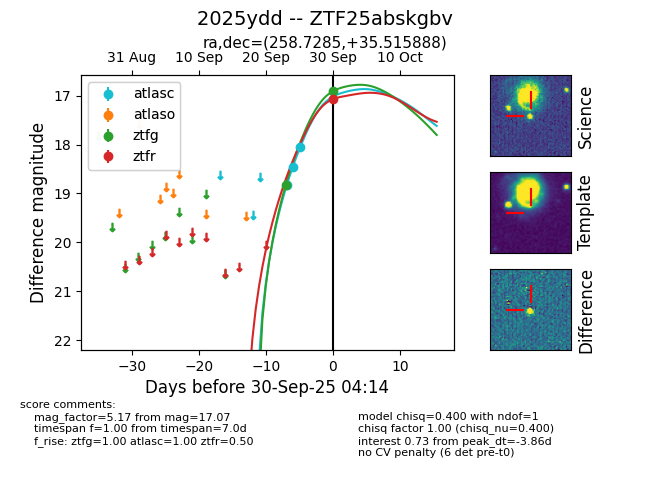 2025ydd -- ZTF25abskgbv
ra,dec=(258.7285,+35.515888)
31 Aug 10 Sep 20 Sep 30 Sep 10 Oct
atlasc
atlaso
ztfg
ztfr
17
18
19
20
21
22
Difference magnitude
−30 −20 −10 0 10
Days before 30-Sep-25 04:14
Science
Template
Difference
score comments:
mag_factor=5.17 from mag=17.07
timespan f=1.00 from timespan=7.0d
f_rise: ztfg=1.00 atlasc=1.00 ztfr=0.50
model chisq=0.400 with ndof=1
chisq factor 1.00 (chisq_nu=0.400)
interest 0.73 from peak_dt=-3.86d
no CV penalty (6 det pre-t0)